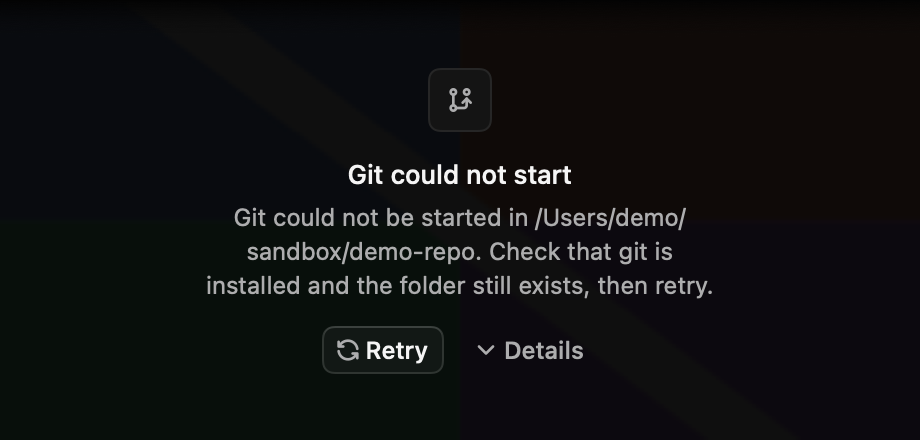 Git could not start
Git could not be started in /Users/demo/
sandbox/demo-repo. Check that git is
installed and the folder still exists, then retry.
Retry
Details